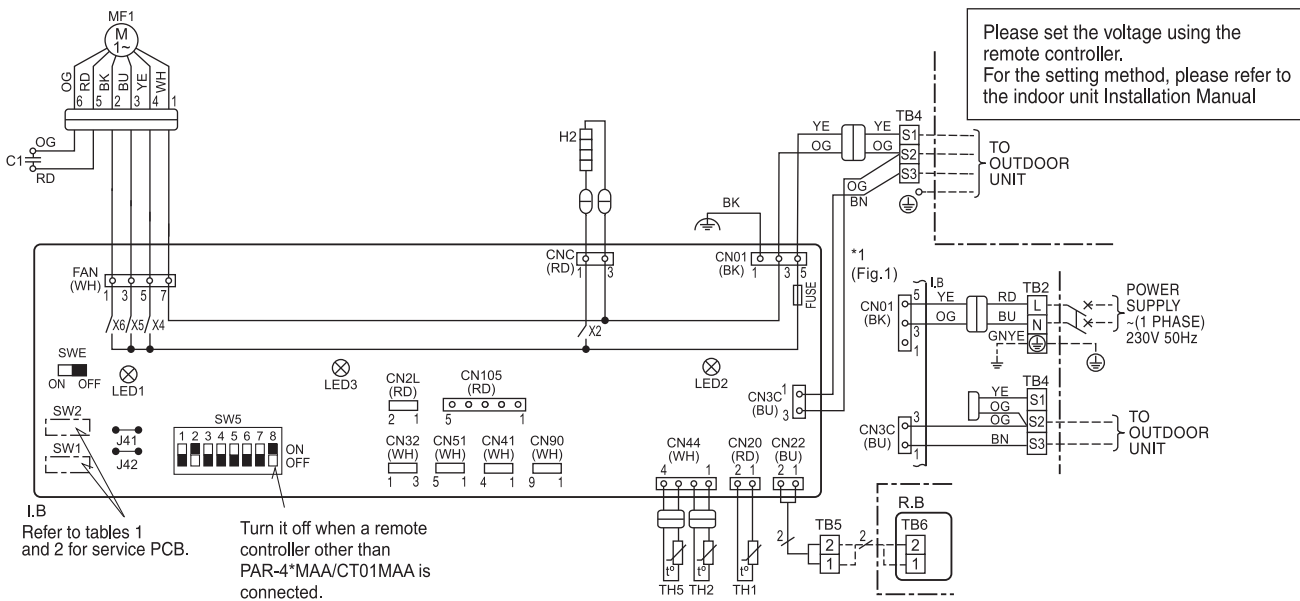 MF1
M
1~
OG
RD
BK
BU
YE
WH
6 5 2 3 4 1
C1
OG
RD
H2
Please set the voltage using the
remote controller.
For the setting method, please refer to
the indoor unit Installation Manual
TB4
YE YE S1
OG OG S2
S3
TO
OUTDOOR
UNIT
OG
BN
BK
FAN
(WH)
1 3 5 7
CNC
(RD)
1 3
CN01
(BK)
1 3 5
FUSE
X6 X5 X4
X2
*1
(Fig.1)
I.B
CN01
(BK)
5
3
1
YE RD
OG BU
GNYE
TB2
L
N
POWER
SUPPLY
~(1 PHASE)
230V 50Hz
TB4
YE S1
OG
OG S2
BN S3
CN3C
(BU)
3
1
TO
OUTDOOR
UNIT
SWE
ON OFF
LED1
LED3
LED2
CN2L
(RD)
2 1
CN105
(RD)
5 1
CN3C
(BU)
1
3
SW2
SW1
J41
J42
SW5
1 2 3 4 5 6 7 8
ON
OFF
CN32
(WH)
1 3
CN51
(WH)
5 1
CN41
(WH)
4 1
CN90
(WH)
9 1
CN44
(WH)
4 1
CN20
(RD)
2 1
CN22
(BU)
2 1
I.B
Refer to tables 1
and 2 for service PCB.
Turn it off when a remote
controller other than
PAR-4*MAA/CT01MAA is
connected.
t° t° t°
TH5 TH2 TH1
2
TB5
2
1
2
R.B
TB6
2
1